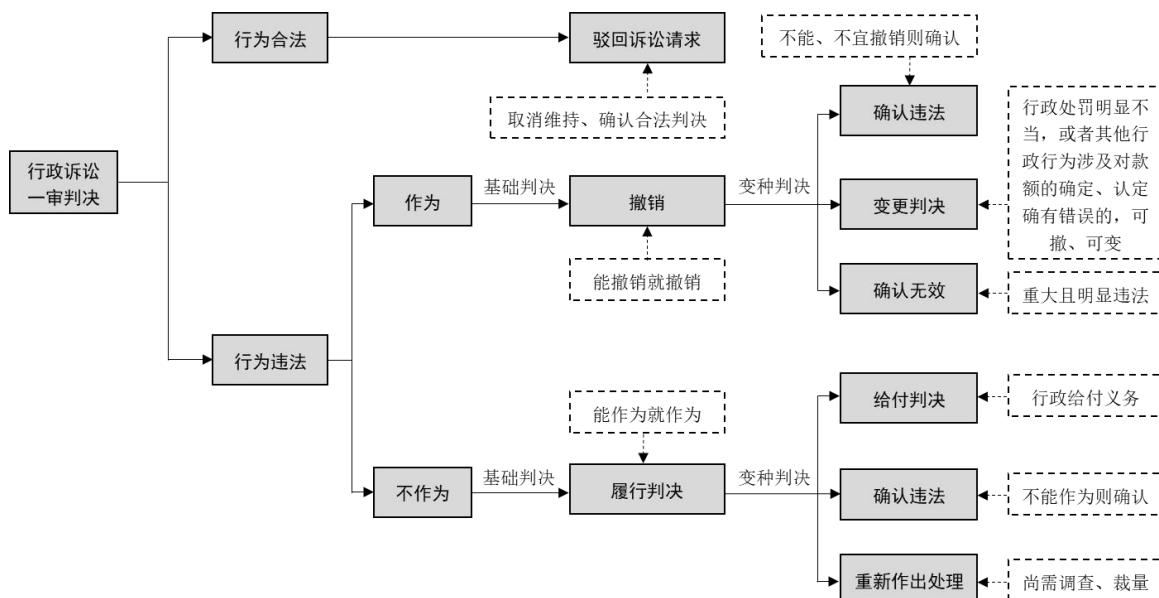 行为合法
驳回诉讼请求
不能、不宜撤销则确认
取消维持、确认合法判决
确认违法
行政处罚明显不
当，或者其他行
政行为涉及对款
额的确定、认定
确有错误的，可
撤、可变
行政诉讼
一审判决
作为
基础判决
撤销
变种判决
变更判决
能撤销就撤销
确认无效
重大且明显违法
行为违法
能作为就作为
给付判决
行政给付义务
不作为
基础判决
履行判决
变种判决
确认违法
不能作为则确认
重新作出处理
尚需调查、裁量